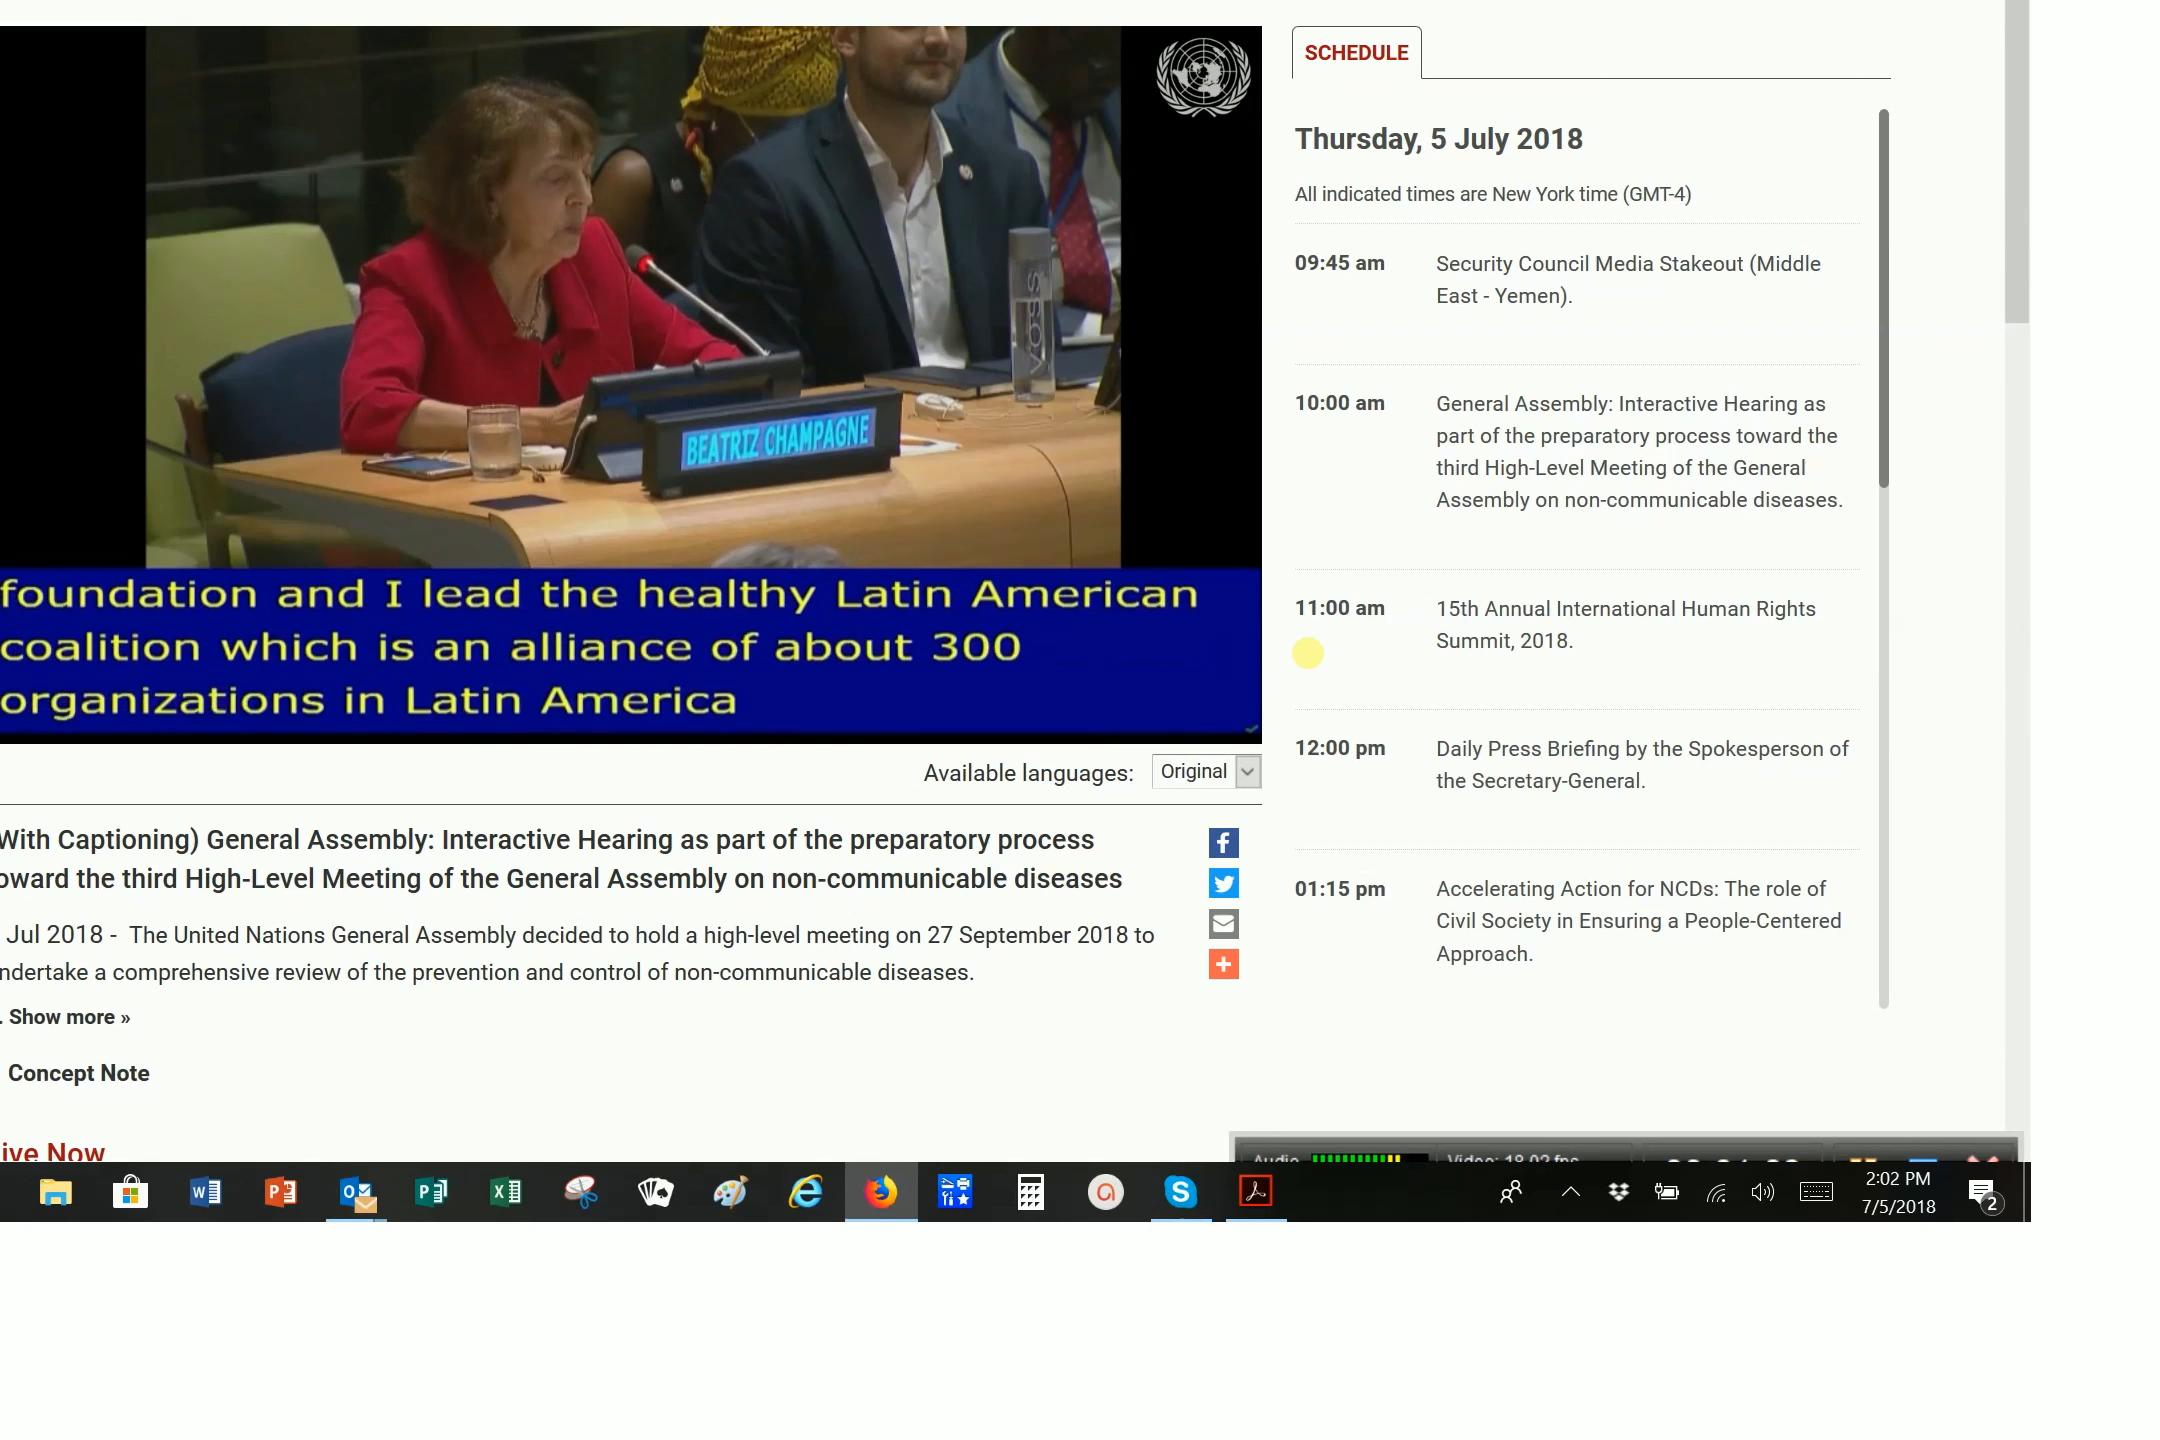 SCHEDULE
Thursday, 5 July 2018
All indicated times are New York time (GMT-4)
09:45 am Security Council Media Stakeout (Middle
East - Yemen).
10:00 am General Assembly: Interactive Hearing as
part of the preparatory process toward the
third High-Level Meeting of the General
Assembly on non-communicable diseases.
11:00 am 15th Annual International Human Rights
Summit, 2018.
12:00 pm Daily Press Briefing by the Spokesperson of
the Secretary-General.
01:15 pm Accelerating Action for NCDs: The role of
Civil Society in Ensuring a People-Centered
Approach.
VOSS
BEATRIZ CHAMPAGNE
foundation and I lead the healthy Latin American
coalition which is an alliance of about 300
organizations in Latin America
Available languages: Original
With Captioning) General Assembly: Interactive Hearing as part of the preparatory process
oward the third High-Level Meeting of the General Assembly on non-communicable diseases
Jul 2018 - The United Nations General Assembly decided to hold a high-level meeting on 27 September 2018 to
ndertake a comprehensive review of the prevention and control of non-communicable diseases.
. Show more »
Concept Note
ive Now
Audio Video: 18.02 fps
2:02 PM
7/5/2018
2